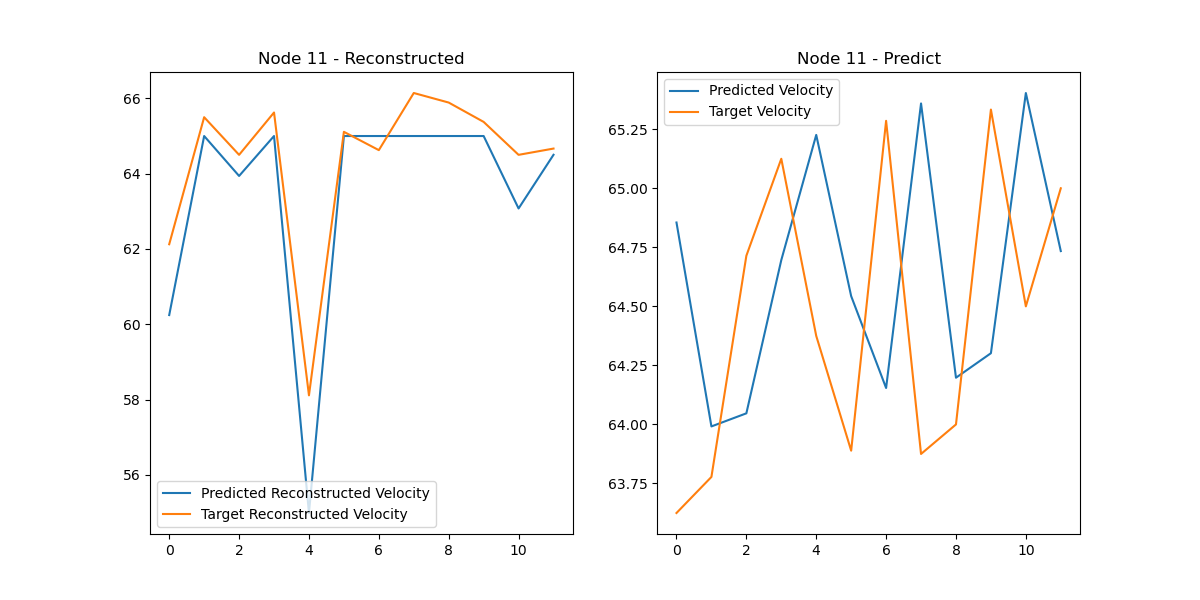 Node 11 - Reconstructed
66
64
62
60
58
56
Predicted Reconstructed Velocity
Target Reconstructed Velocity
0 2 4 6 8 10
Node 11 - Predict
Predicted Velocity
Target Velocity
65.25
65.00
64.75
64.50
64.25
64.00
63.75
0 2 4 6 8 10